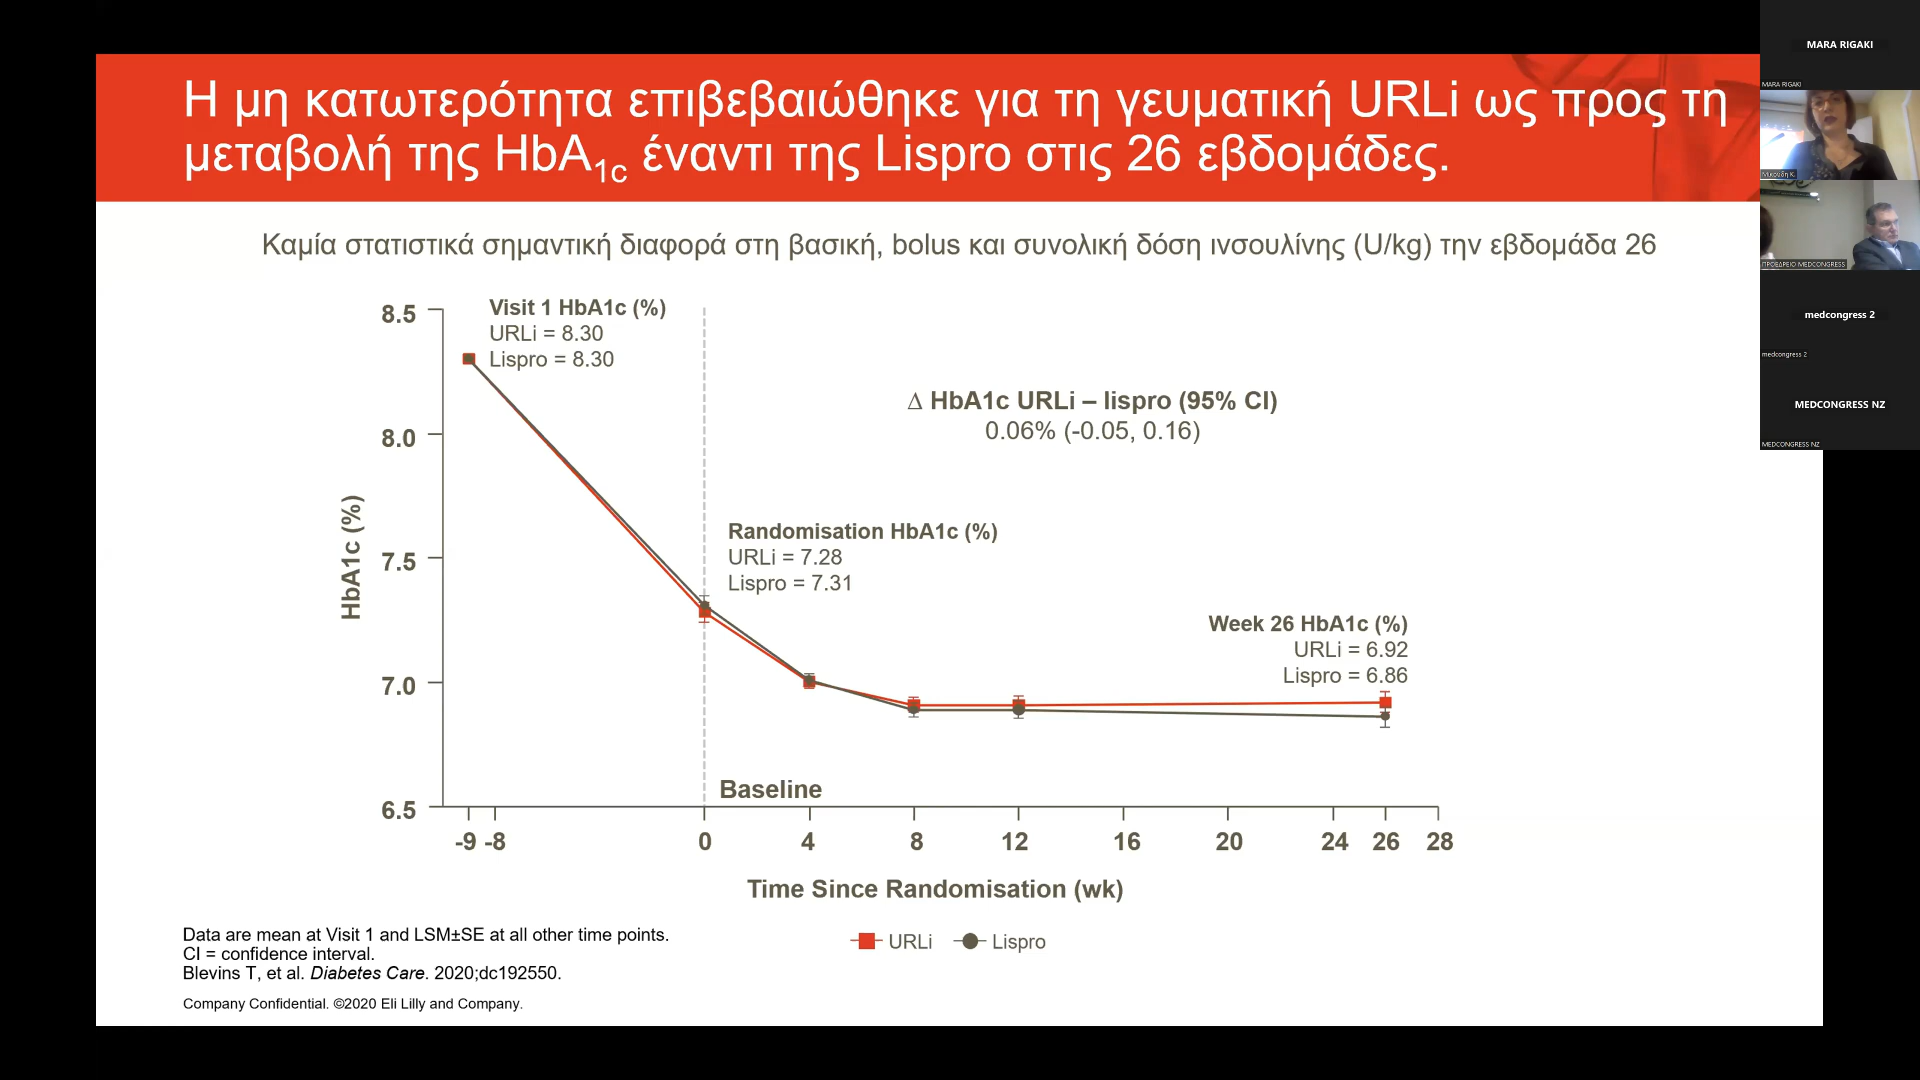 Η μη κατωτερότητα επιβεβαιώθηκε για τη γευματική URLi ως προς τη
μεταβολή της HbA1c έναντι της Lispro στις 26 εβδομάδες.
Καμία στατιστικά σημαντική διαφορά στη βασική, bolus και συνολική δόση ινσουλίνης (U/kg) την εβδομάδα 26
8.5
8.0
7.5
7.0
6.5
HbA1c (%)
Visit 1 HbA1c (%)
URLi = 8.30
Lispro = 8.30
Δ HbA1c URLi – lispro (95% CI)
0.06% (-0.05, 0.16)
Randomisation HbA1c (%)
URLi = 7.28
Lispro = 7.31
Week 26 HbA1c (%)
URLi = 6.92
Lispro = 6.86
Baseline
-9 -8 0 4 8 12 16 20 24 26 28
Time Since Randomisation (wk)
URLi Lispro
Data are mean at Visit 1 and LSM±SE at all other time points.
CI = confidence interval.
Blevins T, et al. Diabetes Care. 2020;dc192550.
Company Confidential. ©2020 Eli Lilly and Company.
MARA RIGAKI
MARA RIGAKI
ΠΡΟΕΔΡΕΙΟ MEDCONGRESS
medcongress 2
medcongress 2
MEDCONGRESS NZ
MEDCONGRESS NZ